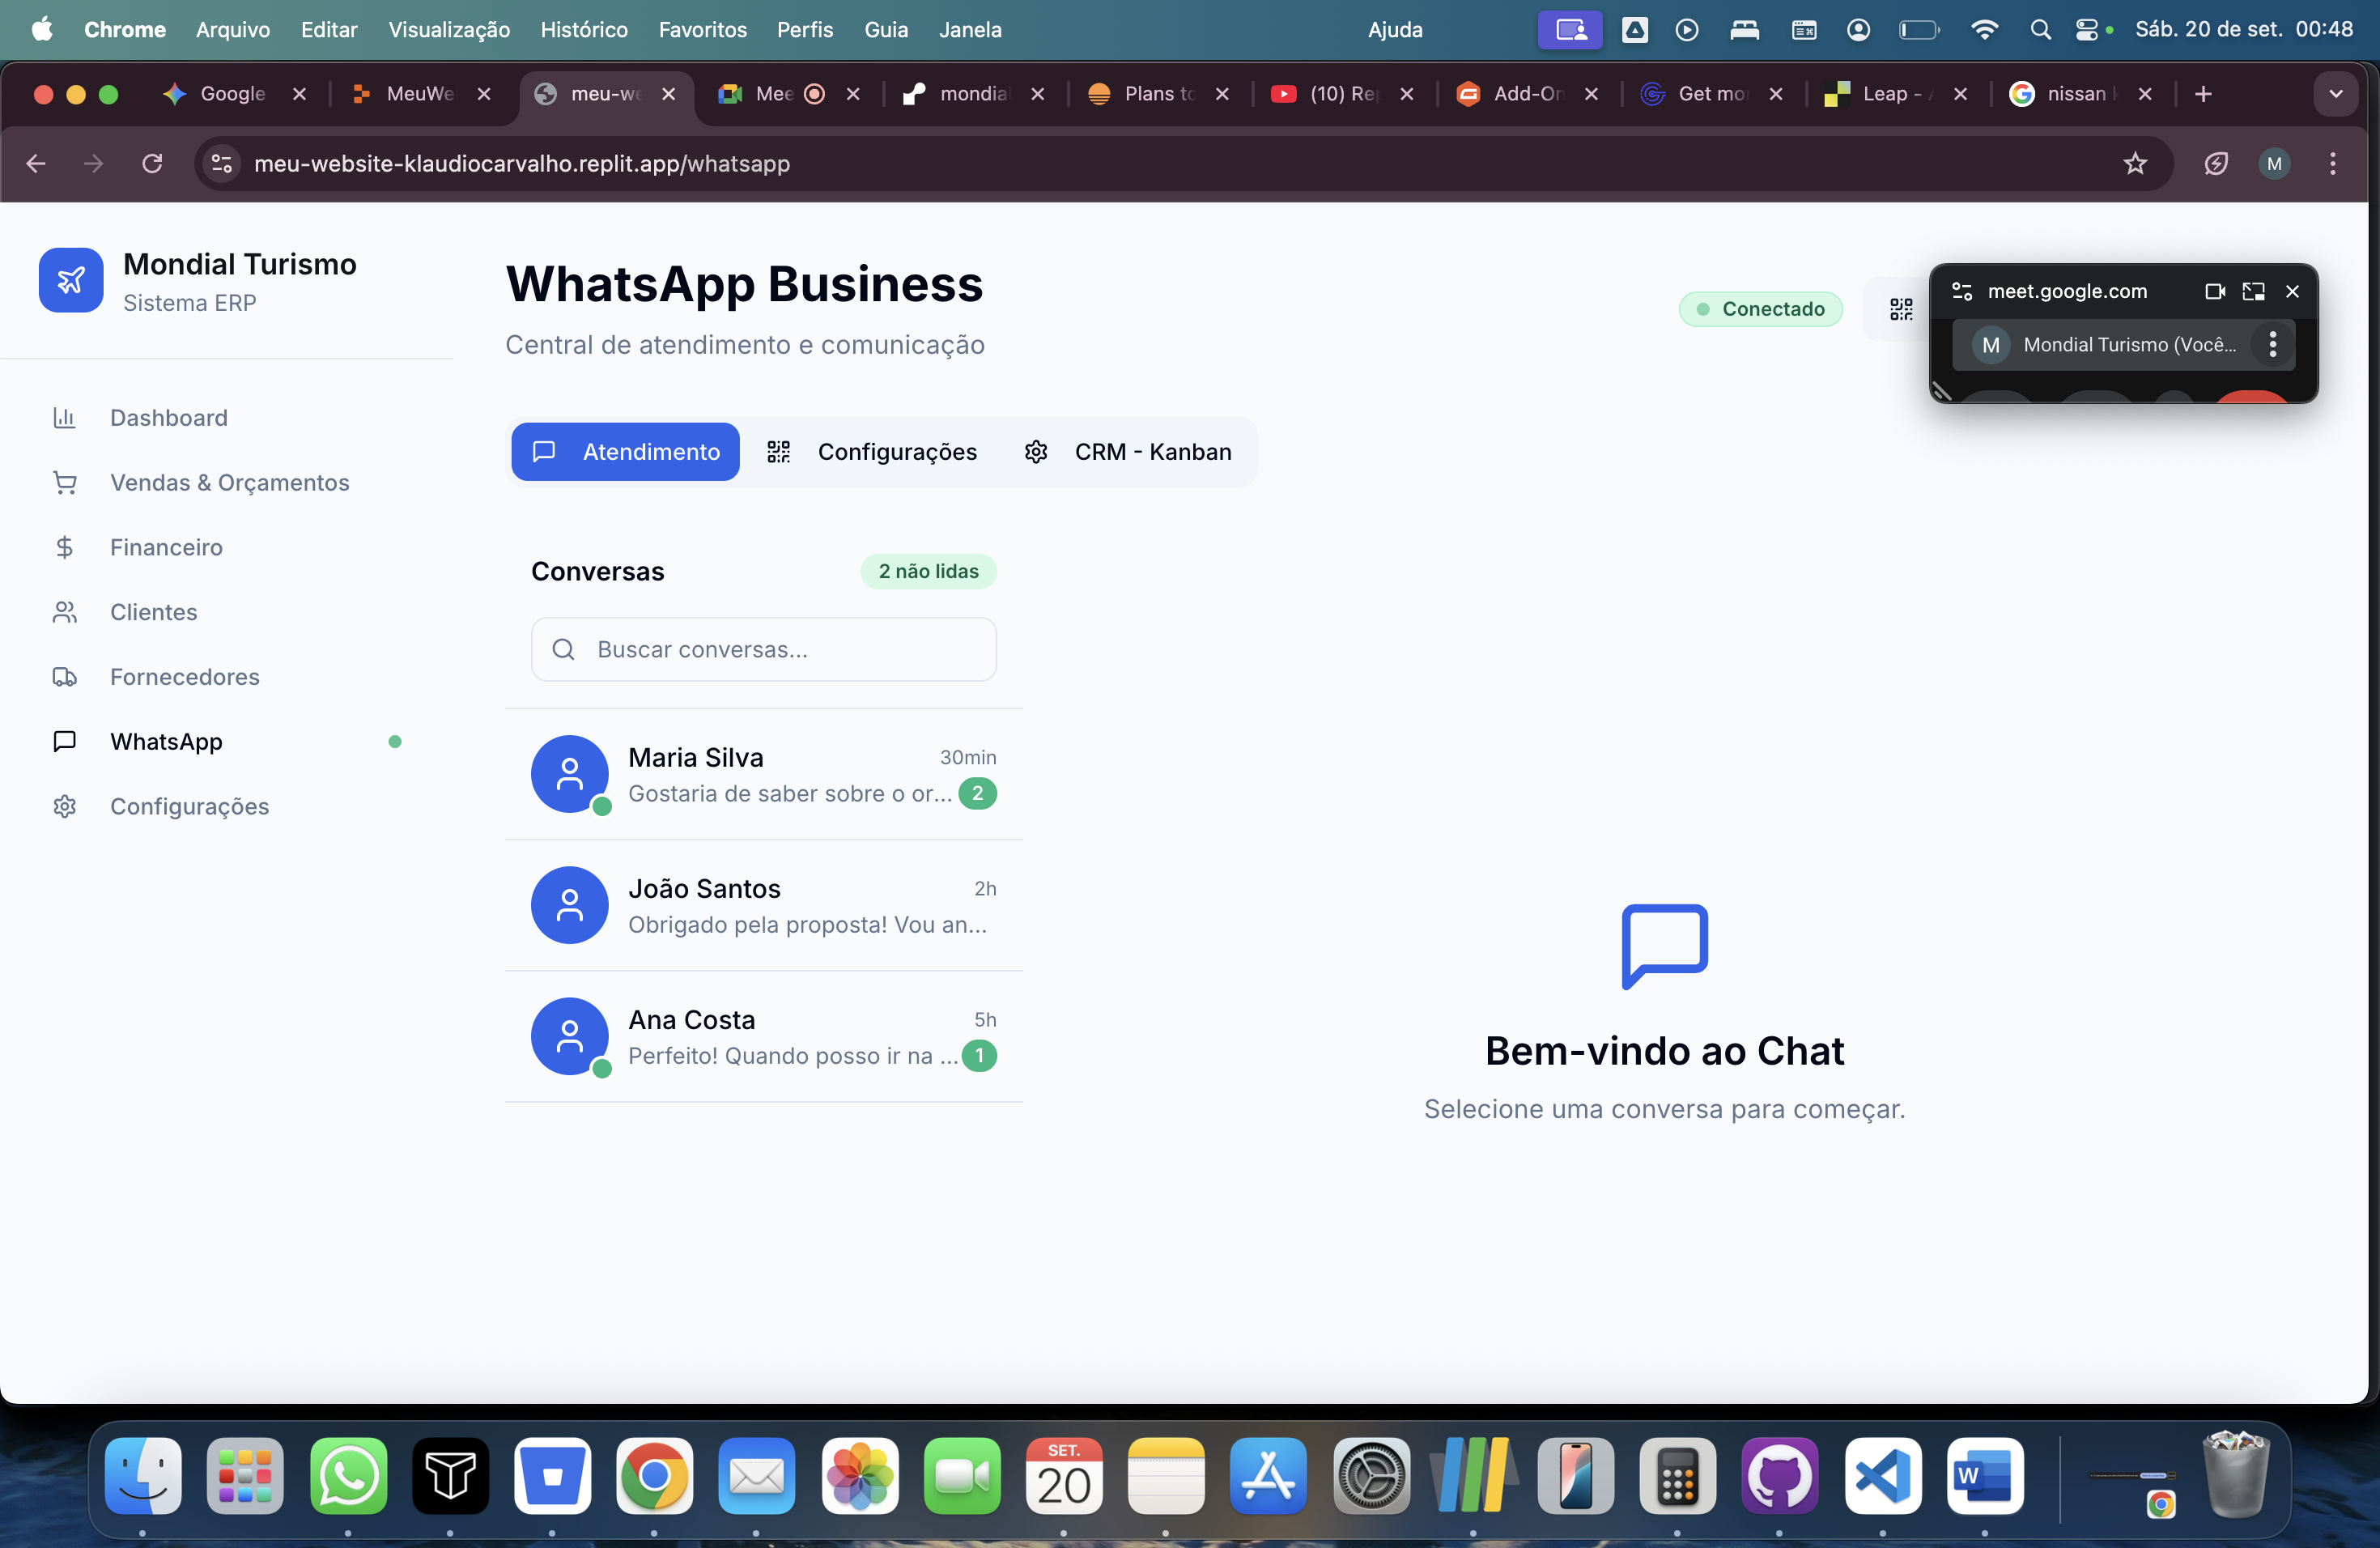 Chrome Arquivo Editar Visualização Histórico Favoritos Perfis Guia Janela Ajuda Sáb. 20 de set. 00:48
Google MeuWe meu-we Mee mondial Plans to (10) Rep Add-On Get mo Leap - nissan
meu-website-klaudiocarvalho.replit.app/whatsapp M
Mondial Turismo
Sistema ERP
Dashboard
Vendas & Orçamentos
Financeiro
Clientes
Fornecedores
WhatsApp
Configurações
WhatsApp Business
Central de atendimento e comunicação
Conectado
meet.google.com
M Mondial Turismo (Você...
Atendimento Configurações CRM - Kanban
Conversas 2 não lidas
Buscar conversas...
Maria Silva 30min
Gostaria de saber sobre o or... 2
João Santos 2h
Obrigado pela proposta! Vou an...
Ana Costa 5h
Perfeito! Quando posso ir na ... 1
Bem-vindo ao Chat
Selecione uma conversa para começar.
SET.
20
W